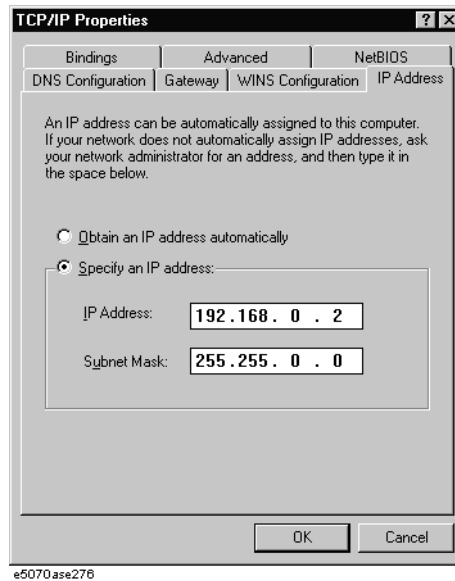 TCP/IP Properties
Bindings Advanced NetBIOS
DNS Configuration Gateway WINS Configuration IP Address
An IP address can be automatically assigned to this computer.
If your network does not automatically assign IP addresses, ask
your network administrator for an address, and then type it in
the space below.
Obtain an IP address automatically
Specify an IP address:
IP Address: 192.168. 0 . 2
Subnet Mask: 255.255. 0 . 0
OK Cancel
e5070ase276